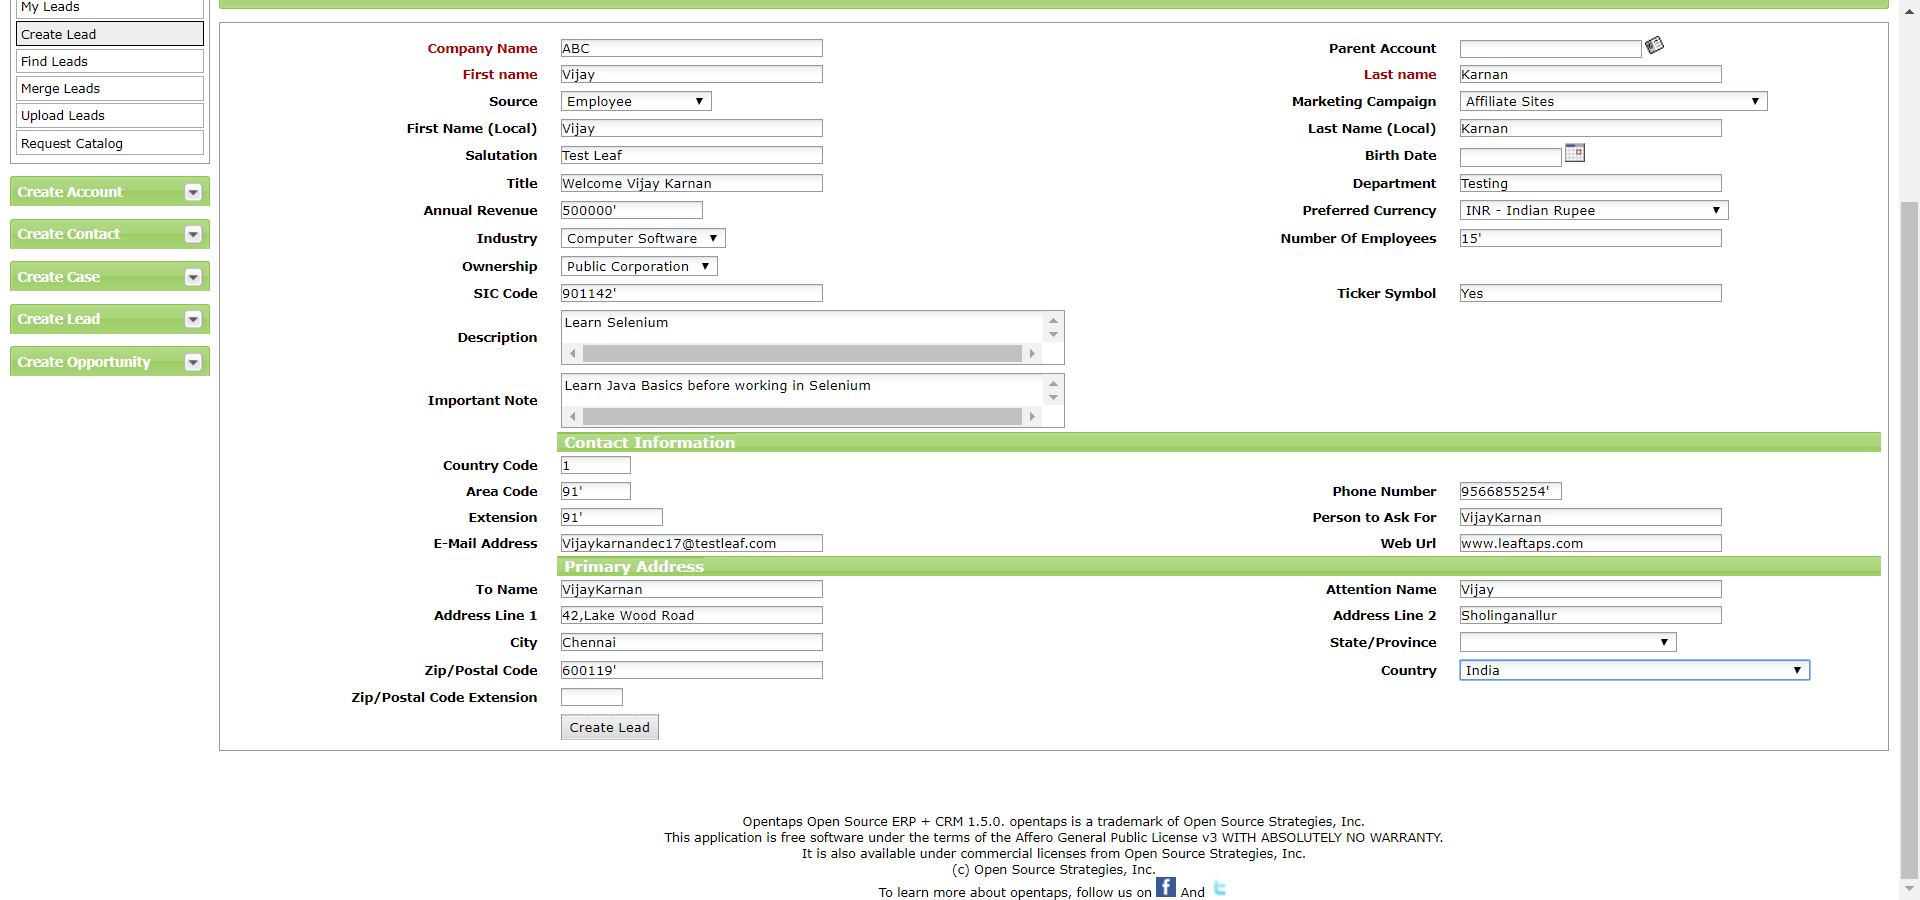 My Leads
Create Lead
Find Leads
Merge Leads
Upload Leads
Request Catalog
Create Account
Create Contact
Create Case
Create Lead
Create Opportunity
Company Name ABC Parent Account
First name Vijay Last name Karnan
Source Employee Marketing Campaign Affiliate Sites
First Name (Local) Vijay Last Name (Local) Karnan
Salutation Test Leaf Birth Date
Title Welcome Vijay Karnan Department Testing
Annual Revenue 500000' Preferred Currency INR - Indian Rupee
Industry Computer Software Number Of Employees 15'
Ownership Public Corporation
SIC Code 901142' Ticker Symbol Yes
Description Learn Selenium
Important Note Learn Java Basics before working in Selenium
Contact Information
Country Code 1
Area Code 91' Phone Number 9566855254'
Extension 91' Person to Ask For VijayKarnan
E-Mail Address Vijaykarnandec17@testleaf.com Web Url www.leaftaps.com
Primary Address
To Name VijayKarnan Attention Name Vijay
Address Line 1 42,Lake Wood Road Address Line 2 Sholinganallur
City Chennai State/Province
Zip/Postal Code 600119' Country India
Zip/Postal Code Extension
Create Lead
Opentaps Open Source ERP + CRM 1.5.0. opentaps is a trademark of Open Source Strategies, Inc.
This application is free software under the terms of the Affero General Public License v3 WITH ABSOLUTELY NO WARRANTY.
It is also available under commercial licenses from Open Source Strategies, Inc.
(c) Open Source Strategies, Inc.
To learn more about opentaps, follow us on f And t